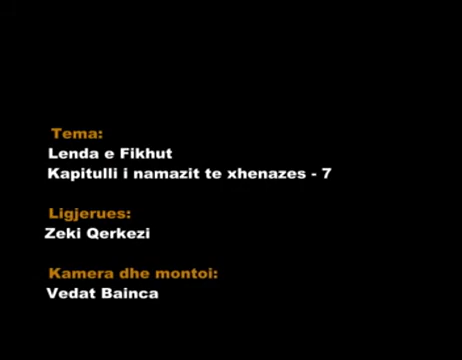 Tema:
Lenda e Fikhut
Kapitulli i namazit te xhenazes - 7
Ligjerues:
Zeki Qerkezi
Kamera dhe montoi:
Vedat Bainca